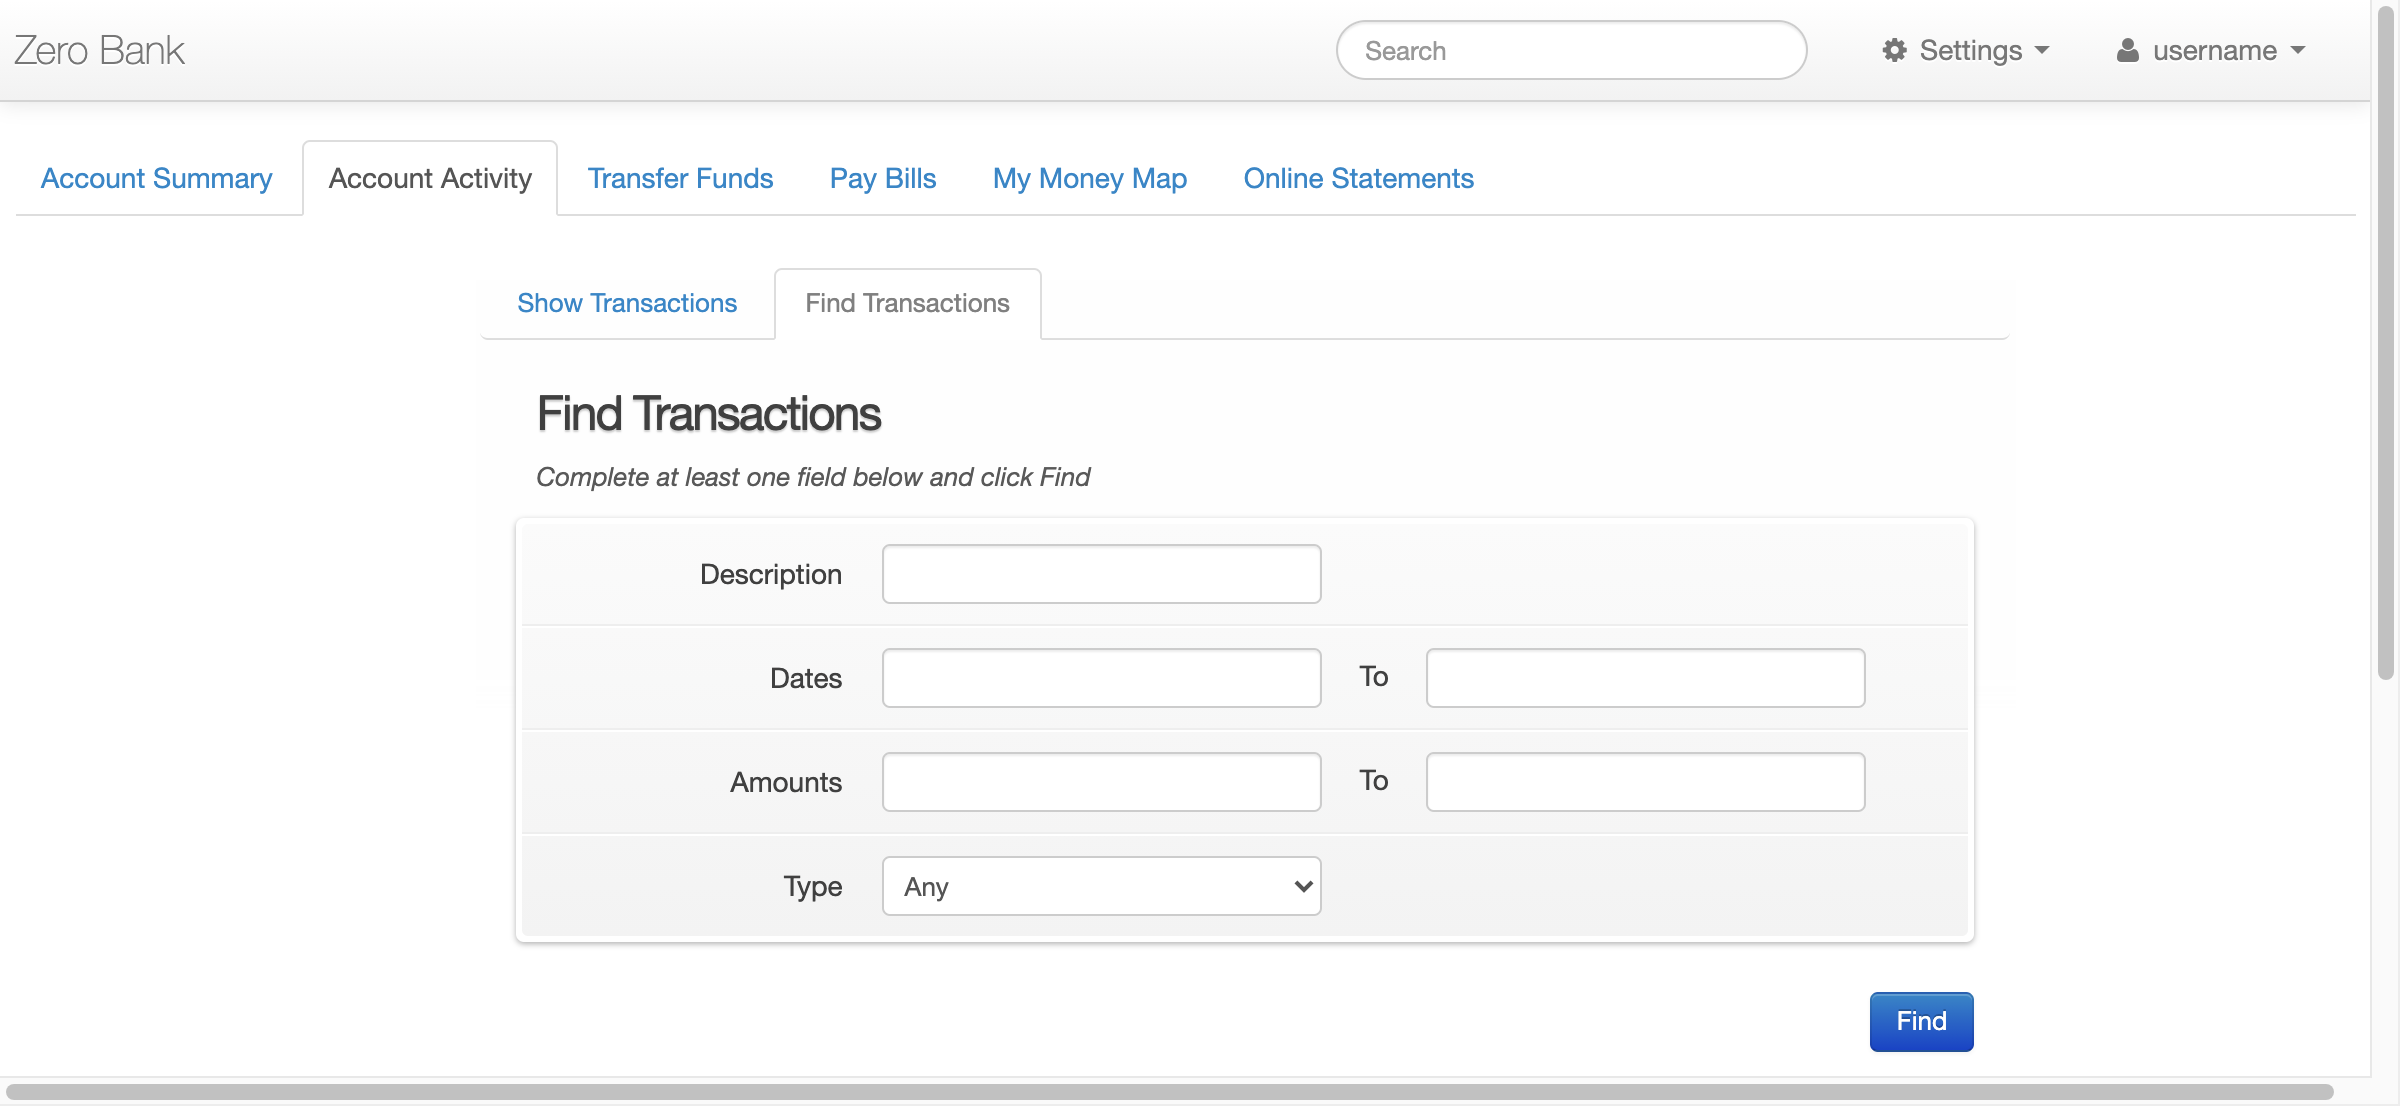 Zero Bank Search Settings username
Account Summary Account Activity Transfer Funds Pay Bills My Money Map Online Statements
Show Transactions Find Transactions
Find Transactions
Complete at least one field below and click Find
Description
Dates To
Amounts To
Type Any
Find